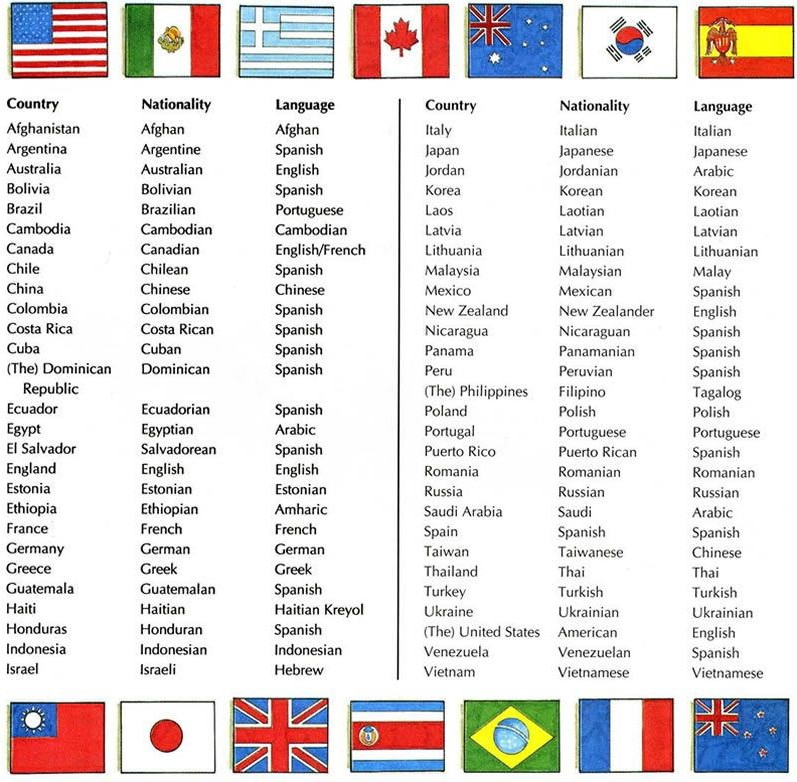 Country Nationality Language
Afghanistan Afghan Afghan
Argentina Argentine Spanish
Australia Australian English
Bolivia Bolivian Spanish
Brazil Brazilian Portuguese
Cambodia Cambodian Cambodian
Canada Canadian English/French
Chile Chilean Spanish
China Chinese Chinese
Colombia Colombian Spanish
Costa Rica Costa Rican Spanish
Cuba Cuban Spanish
(The) Dominican Dominican Spanish
Republic
Ecuador Ecuadorian Spanish
Egypt Egyptian Arabic
El Salvador Salvadorean Spanish
England English English
Estonia Estonian Estonian
Ethiopia Ethiopian Amharic
France French French
Germany German German
Greece Greek Greek
Guatemala Guatemalan Spanish
Haiti Haitian Haitian Kreyol
Honduras Honduran Spanish
Indonesia Indonesian Indonesian
Israel Israeli Hebrew
Country Nationality Language
Italy Italian Italian
Japan Japanese Japanese
Jordan Jordanian Arabic
Korea Korean Korean
Laos Laotian Laotian
Latvia Latvian Latvian
Lithuania Lithuanian Lithuanian
Malaysia Malaysian Malay
Mexico Mexican Spanish
New Zealand New Zealander English
Nicaragua Nicaraguan Spanish
Panama Panamanian Spanish
Peru Peruvian Spanish
(The) Philippines Filipino Tagalog
Poland Polish Polish
Portugal Portuguese Portuguese
Puerto Rico Puerto Rican Spanish
Romania Romanian Romanian
Russia Russian Russian
Saudi Arabia Saudi Arabic
Spain Spanish Spanish
Taiwan Taiwanese Chinese
Thailand Thai Thai
Turkey Turkish Turkish
Ukraine Ukrainian Ukrainian
(The) United States American English
Venezuela Venezuelan Spanish
Vietnam Vietnamese Vietnamese